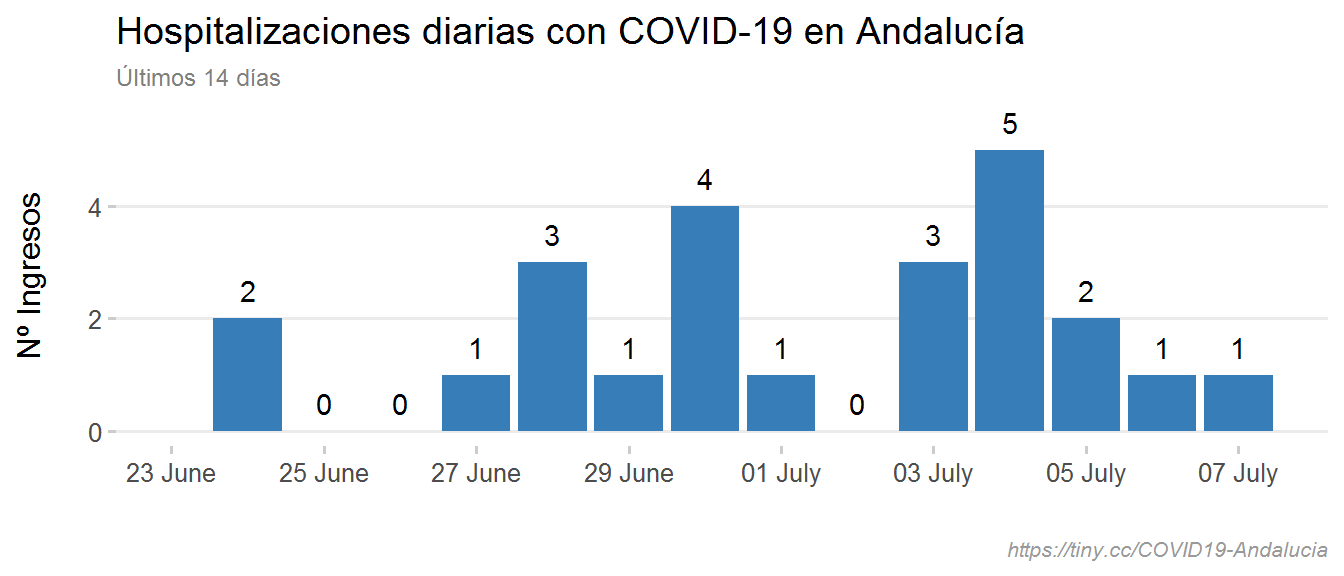 Hospitalizaciones diarias con COVID-19 en Andalucía
Últimos 14 días
Nº Ingresos
4
2
0
2
0
0
1
3
1
4
1
0
3
5
2
1
1
23 June
25 June
27 June
29 June
01 July
03 July
05 July
07 July
https://tiny.cc/COVID19-Andalucia